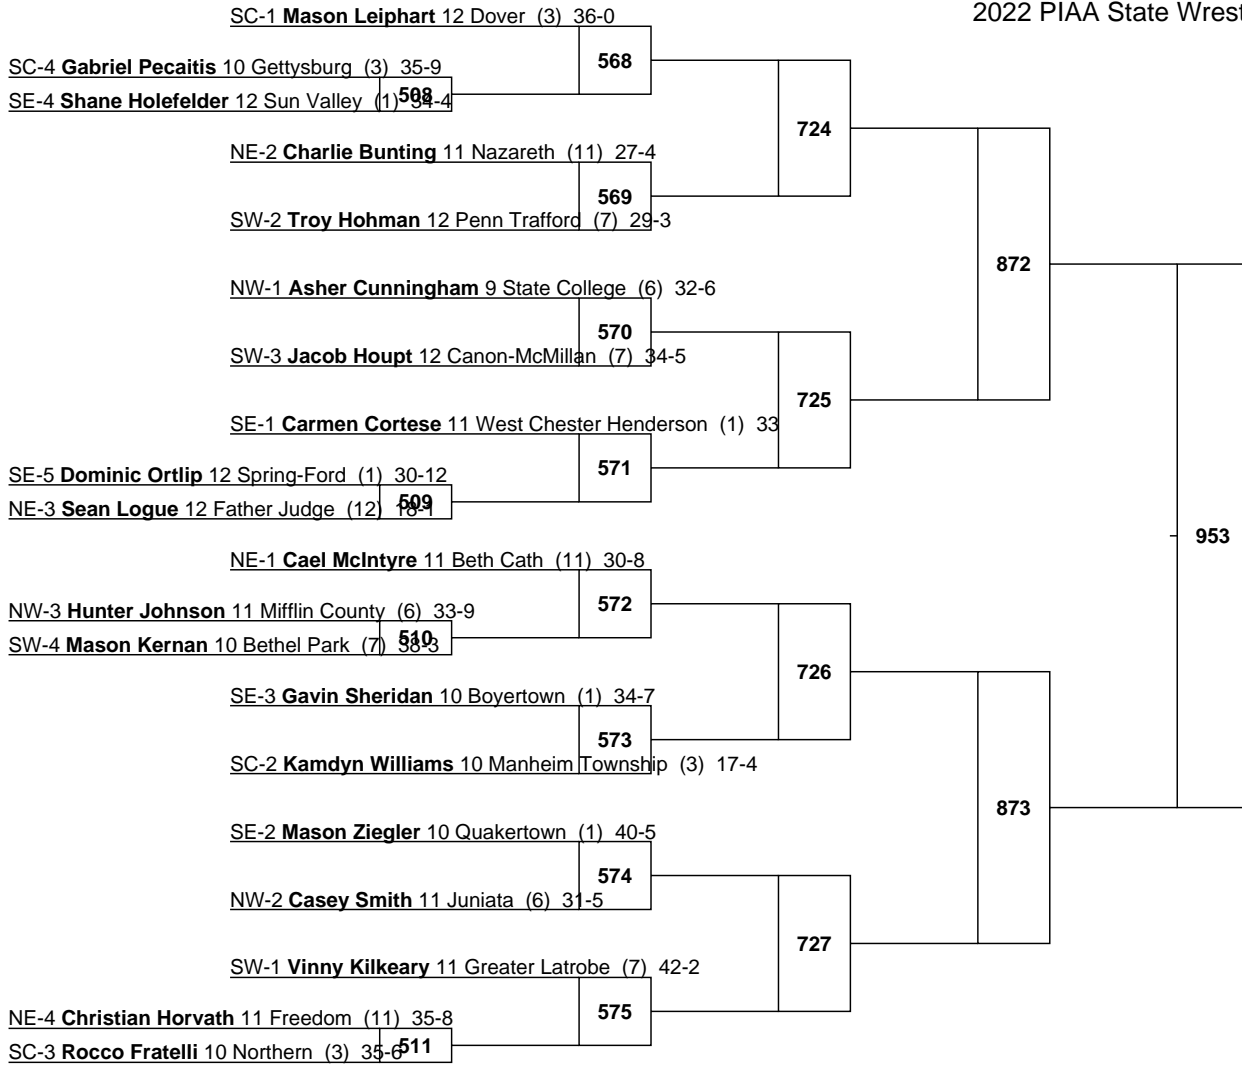 2022 PIAA State Wrest
SC-1 Mason Leiphart 12 Dover (3) 36-0
568
SC-4 Gabriel Pecaitis 10 Gettysburg (3) 35-9
508
SE-4 Shane Holefelder 12 Sun Valley (1) 34-4
724
NE-2 Charlie Bunting 11 Nazareth (11) 27-4
569
SW-2 Troy Hohman 12 Penn Trafford (7) 29-3
872
NW-1 Asher Cunningham 9 State College (6) 32-6
570
SW-3 Jacob Houpt 12 Canon-McMillan (7) 34-5
725
SE-1 Carmen Cortese 11 West Chester Henderson (1) 33
571
SE-5 Dominic Ortlip 12 Spring-Ford (1) 30-12
509
NE-3 Sean Logue 12 Father Judge (12) 18-1
953
NE-1 Cael McIntyre 11 Beth Cath (11) 30-8
572
NW-3 Hunter Johnson 11 Mifflin County (6) 33-9
510
SW-4 Mason Kernan 10 Bethel Park (7) 38-3
726
SE-3 Gavin Sheridan 10 Boyertown (1) 34-7
573
SC-2 Kamdyn Williams 10 Manheim Township (3) 17-4
873
SE-2 Mason Ziegler 10 Quakertown (1) 40-5
574
NW-2 Casey Smith 11 Juniata (6) 31-5
727
SW-1 Vinny Kilkeary 11 Greater Latrobe (7) 42-2
575
NE-4 Christian Horvath 11 Freedom (11) 35-8
511
SC-3 Rocco Fratelli 10 Northern (3) 35-6